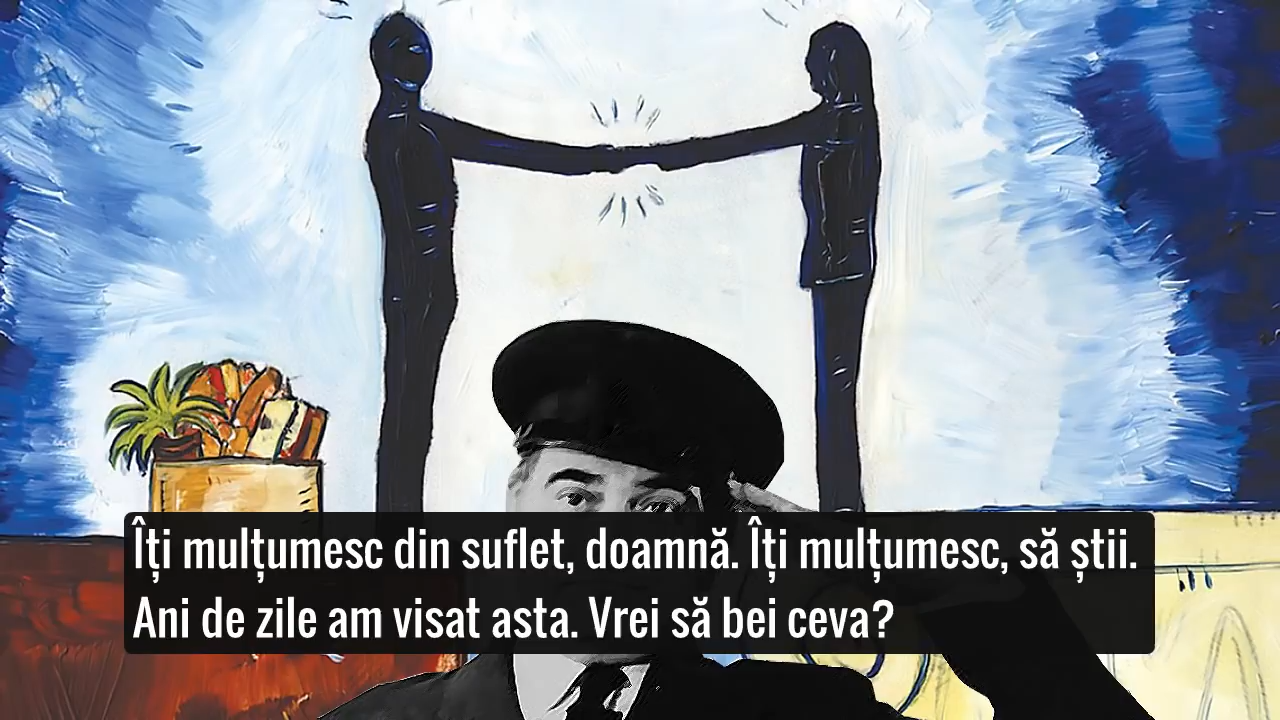 Îți mulțumesc din suflet, doamnă. Îți mulțumesc, să știi.
Ani de zile am visat asta. Vrei să bei ceva?